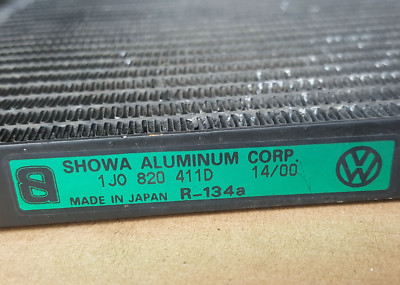 SHOWA ALUMINUM CORP.
1J0 820 411D 14/00
MADE IN JAPAN R-134a